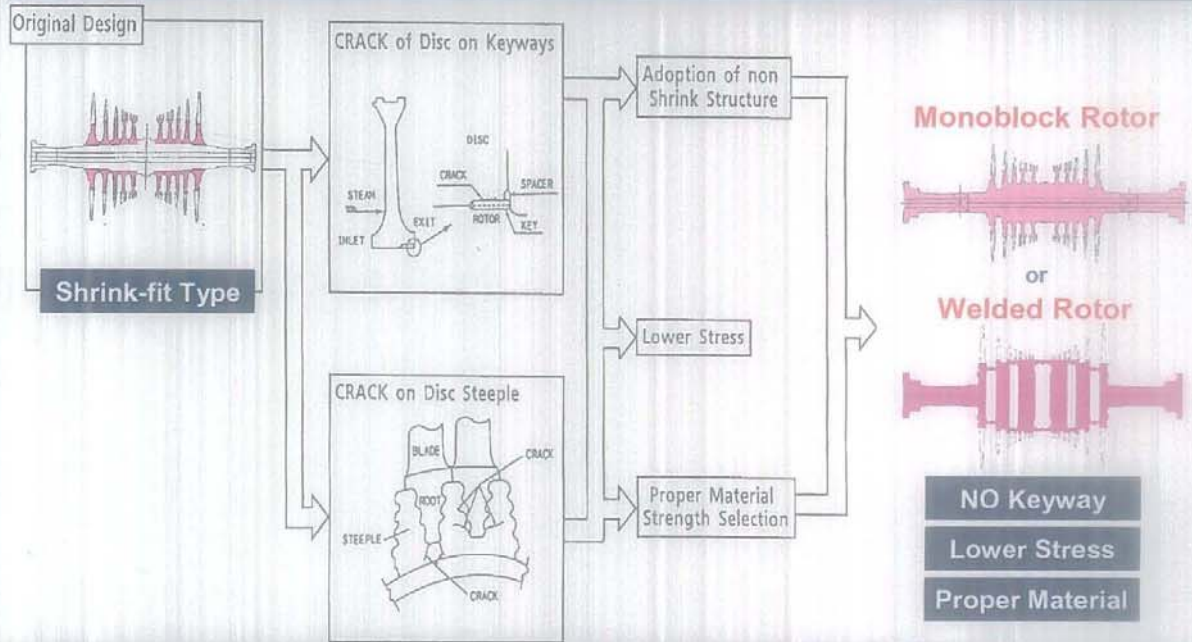 Original Design
Shrink-fit Type
CRACK of Disc on Keyways
DISC
CRACK
SPACER
STEAM
ROTOR
EXIT
KEY
INLET
CRACK on Disc Steeple
BLADE
CRACK
ROOT
STEEPLE
CRACK
Adoption of non
Shrink Structure
Lower Stress
Proper Material
Strength Selection
Monoblock Rotor
or
Welded Rotor
NO Keyway
Lower Stress
Proper Material